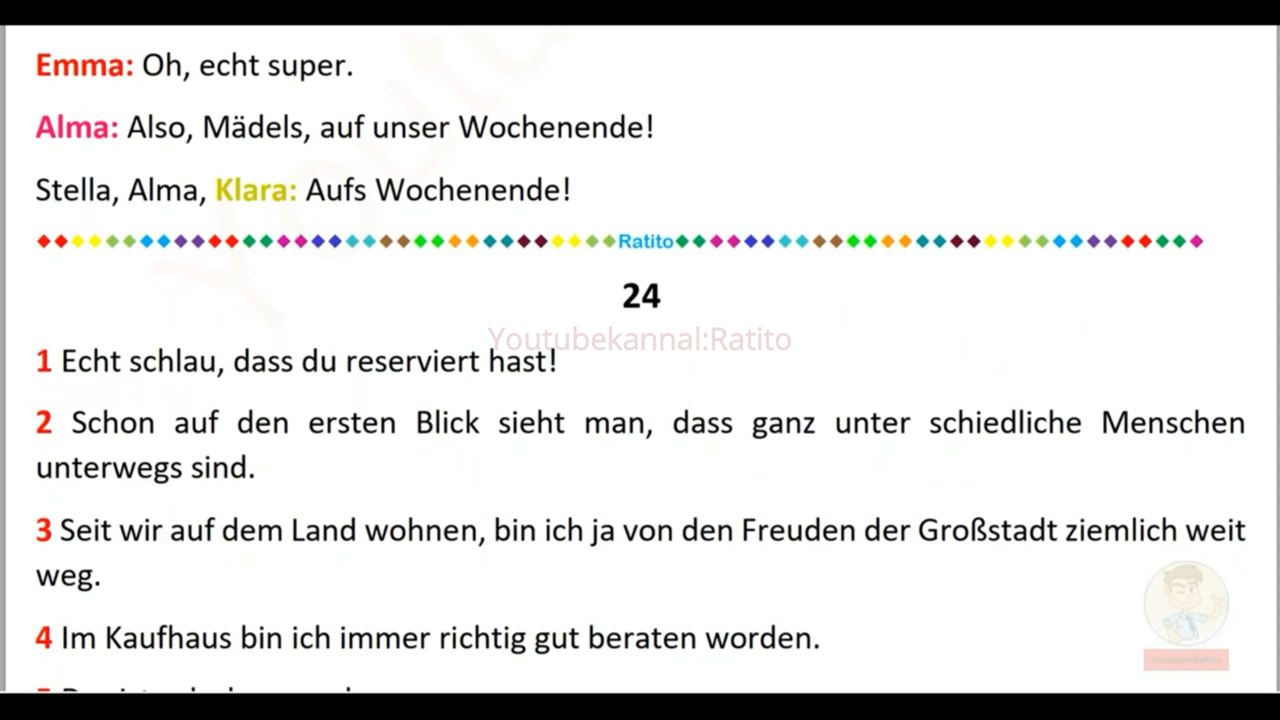 Emma: Oh, echt super.
Alma: Also, Mädels, auf unser Wochenende!
Stella, Alma, Klara: Aufs Wochenende!
Ratito
24
Youtubekannal:Ratito
1 Echt schlau, dass du reserviert hast!
2 Schon auf den ersten Blick sieht man, dass ganz unter schiedliche Menschen
unterwegs sind.
3 Seit wir auf dem Land wohnen, bin ich ja von den Freuden der Großstadt ziemlich weit
weg.
4 Im Kaufhaus bin ich immer richtig gut beraten worden.